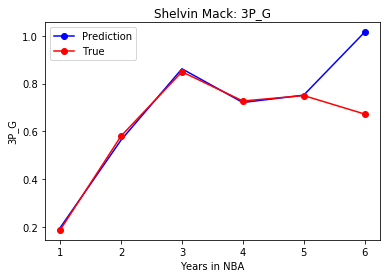 Shelvin Mack: 3P_G
Prediction
True
1.0
0.8
0.6
0.4
0.2
3P_G
1 2 3 4 5 6
Years in NBA